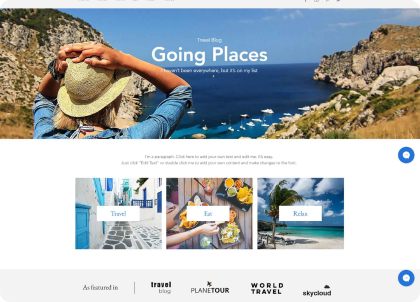 Travel Blog
Going Places
I haven't been everywhere, but it's on my list
I'm a paragraph. Click here to add your own text and edit me. It's easy.
Just click "Edit Text" or double click me to add your own content and make changes to the font.
Travel
Eat
Relax
As featured in
travel
blog
PLANETOUR
WORLD
TRAVEL
skycloud